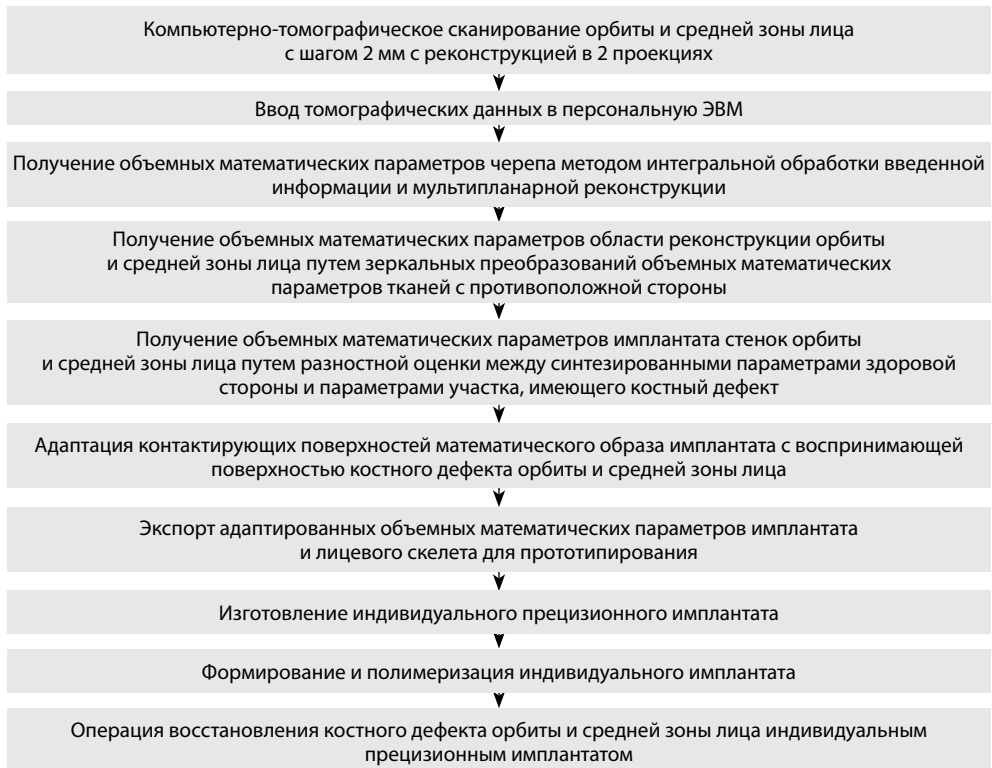 Компьютерно-томографическое сканирование орбиты и средней зоны лица
с шагом 2 мм с реконструкцией в 2 проекциях
Ввод томографических данных в персональную ЭВМ
Получение объемных математических параметров черепа методом интегральной обработки введенной
информации и мультипланарной реконструкции
Получение объемных математических параметров области реконструкции орбиты
и средней зоны лица путем зеркальных преобразований объемных математических
параметров тканей с противоположной стороны
Получение объемных математических параметров имплантата стенок орбиты
и средней зоны лица путем разностной оценки между синтезированными параметрами здоровой
стороны и параметрами участка, имеющего костный дефект
Адаптация контактирующих поверхностей математического образа имплантата с воспринимающей
поверхностью костного дефекта орбиты и средней зоны лица
Экспорт адаптированных объемных математических параметров имплантата
и лицевого скелета для прототипирования
Изготовление индивидуального прецизионного имплантата
Формирование и полимеризация индивидуального имплантата
Операция восстановления костного дефекта орбиты и средней зоны лица индивидуальным
прецизионным имплантатом